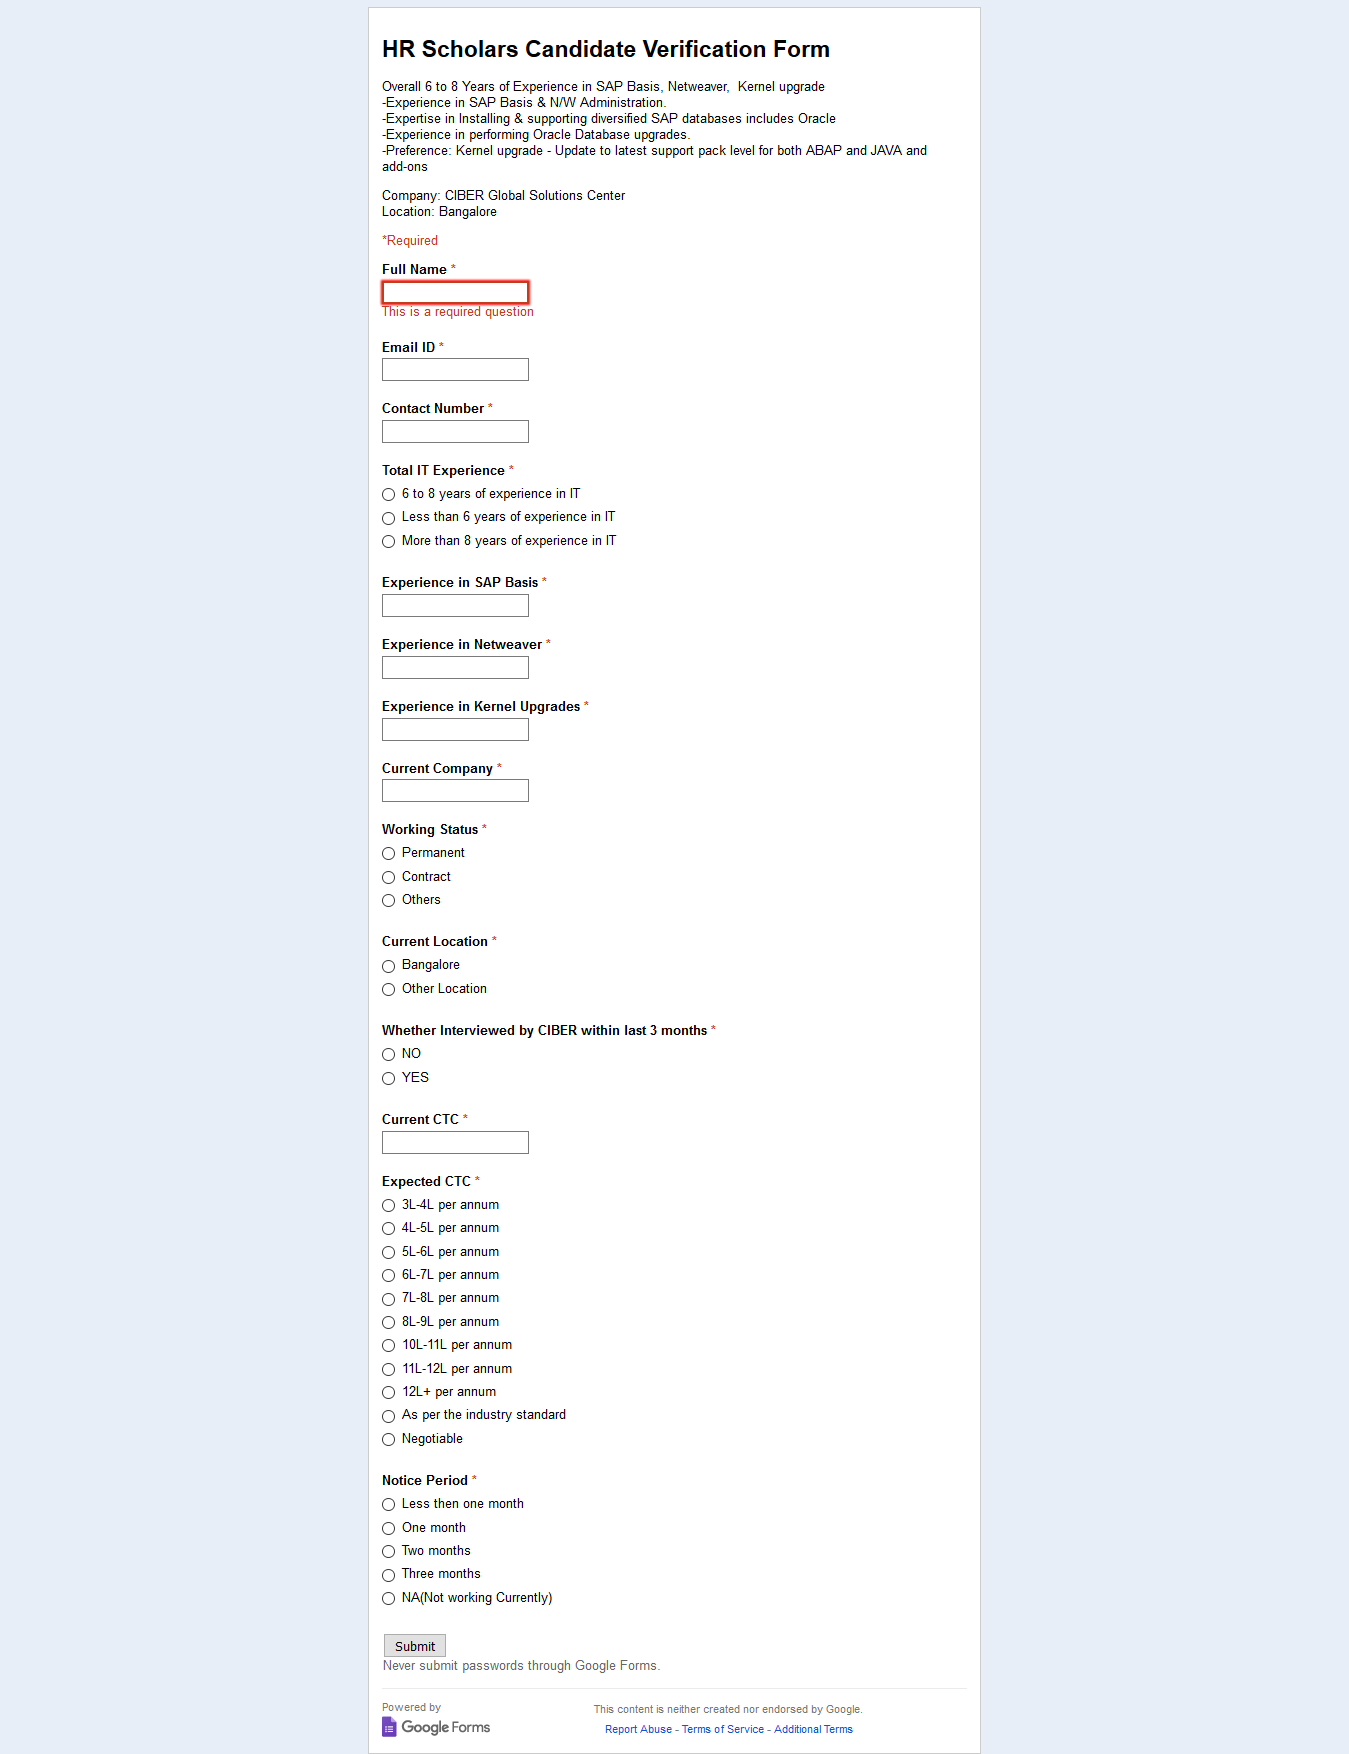 HR Scholars Candidate Verification Form
Overall 6 to 8 Years of Experience in SAP Basis, Netweaver,  Kernel upgrade
-Experience in SAP Basis & N/W Administration.
-Expertise in Installing & supporting diversified SAP databases includes Oracle
-Experience in performing Oracle Database upgrades.
-Preference: Kernel upgrade - Update to latest support pack level for both ABAP and JAVA and
add-ons
Company: CIBER Global Solutions Center
Location: Bangalore
*Required
Full Name *
This is a required question
Email ID *
Contact Number *
Total IT Experience *
6 to 8 years of experience in IT
Less than 6 years of experience in IT
More than 8 years of experience in IT
Experience in SAP Basis *
Experience in Netweaver *
Experience in Kernel Upgrades *
Current Company *
Working Status *
Permanent
Contract
Others
Current Location *
Bangalore
Other Location
Whether Interviewed by CIBER within last 3 months *
NO
YES
Current CTC *
Expected CTC *
3L-4L per annum
4L-5L per annum
5L-6L per annum
6L-7L per annum
7L-8L per annum
8L-9L per annum
10L-11L per annum
11L-12L per annum
12L+ per annum
As per the industry standard
Negotiable
Notice Period *
Less then one month
One month
Two months
Three months
NA(Not working Currently)
Submit
Never submit passwords through Google Forms.
Powered by
Google Forms
This content is neither created nor endorsed by Google.
Report Abuse - Terms of Service - Additional Terms